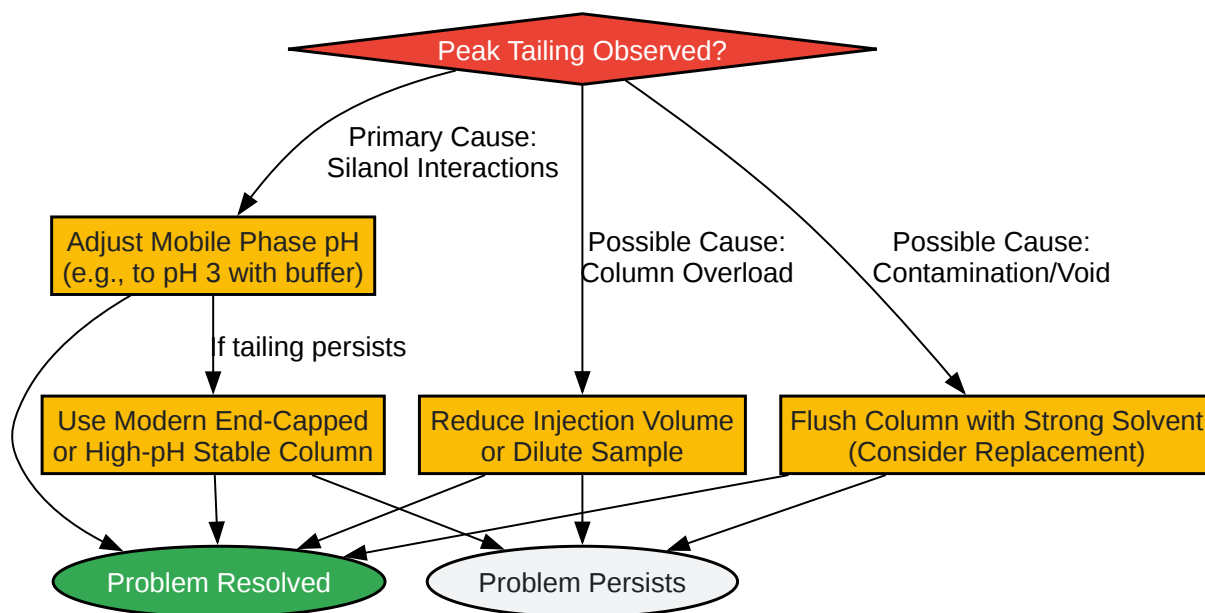 Peak Tailing Observed?
Primary Cause:
Silanol Interactions
Adjust Mobile Phase pH
(e.g., to pH 3 with buffer)
Possible Cause:
Column Overload
Possible Cause:
Contamination/Void
If tailing persists
Use Modern End-Capped
or High-pH Stable Column
Reduce Injection Volume
or Dilute Sample
Flush Column with Strong Solvent
(Consider Replacement)
Problem Resolved
Problem Persists